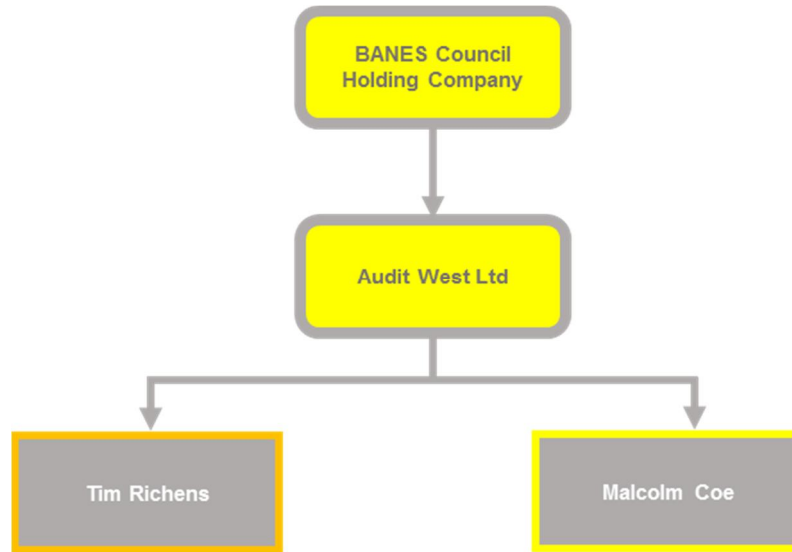 BANES Council
Holding Company
Audit West Ltd
Tim Richens
Malcolm Coe